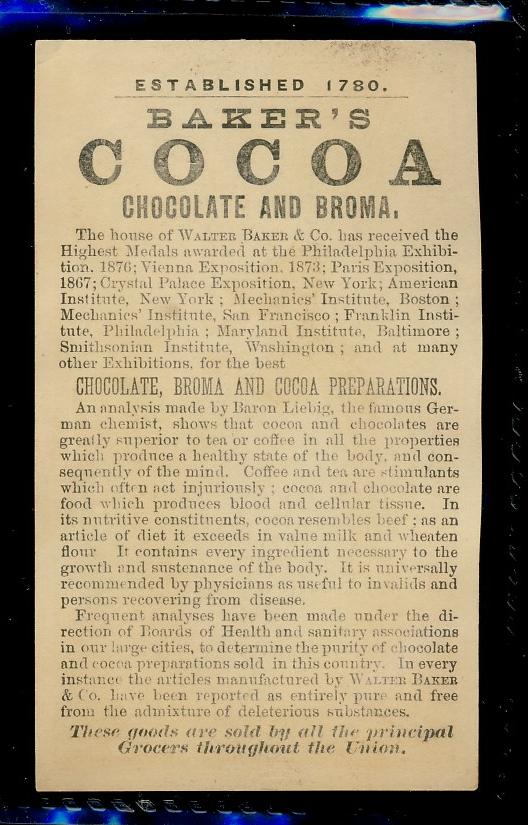 ESTABLISHED 1780.
BAKER'S
COCOA
CHOCOLATE AND BROMA.
The house of WALTER BAKER & Co. has received the
Highest Medals awarded at the Philadelphia Exhibi-
tion, 1876; Vienna Exposition, 1873; Paris Exposition,
1867; Crystal Palace Exposition, New York; American
Institute, New York ; Mechanics' Institute, Boston ;
Mechanics' Institute, San Francisco ; Franklin Insti-
tute, Philadelphia ; Maryland Institute, Baltimore ;
Smithsonian Institute, Washington ; and at many
other Exhibitions, for the best
CHOCOLATE, BROMA AND COCOA PREPARATIONS.
An analysis made by Baron Liebig, the famous Ger-
man chemist, shows that cocoa and chocolates are
greatly superior to tea or coffee in all the properties
which produce a healthy state of the body, and con-
sequently of the mind. Coffee and tea are stimulants
which often act injuriously ; cocoa and chocolate are
food which produces blood and cellular tissue. In
its nutritive constituents, cocoa resembles beef ; as an
article of diet it exceeds in value milk and wheaten
flour It contains every ingredient necessary to the
growth and sustenance of the body. It is universally
recommended by physicians as useful to invalids and
persons recovering from disease.
Frequent analyses have been made under the di-
rection of Boards of Health and sanitary associations
in our large cities, to determine the purity of chocolate
and cocoa preparations sold in this country. In every
instance the articles manufactured by WALTER BAKER
& Co. have been reported as entirely pure and free
from the admixture of deleterious substances.
These goods are sold by all the principal
Grocers throughout the Union.